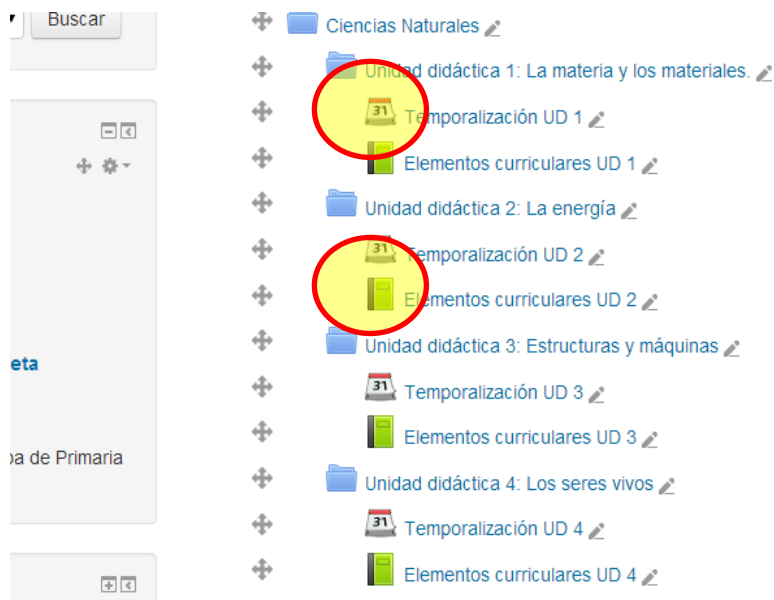 Buscar
Ciencias Naturales
Unidad didáctica 1: La materia y los materiales.
31 Temporalización UD 1
Elementos curriculares UD 1
Unidad didáctica 2: La energía
31 Temporalización UD 2
Elementos curriculares UD 2
Unidad didáctica 3: Estructuras y máquinas
31 Temporalización UD 3
Elementos curriculares UD 3
Unidad didáctica 4: Los seres vivos
31 Temporalización UD 4
Elementos curriculares UD 4
eta
de Primaria